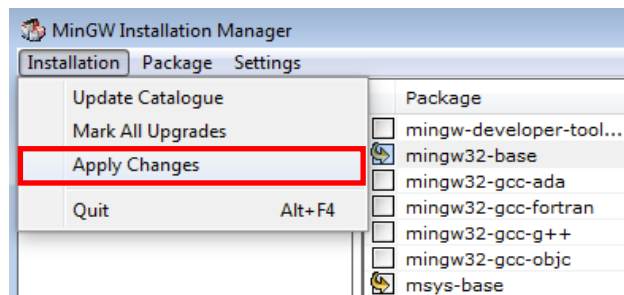 MinGW Installation Manager
Installation Package Settings
Update Catalogue
Mark All Upgrades
Apply Changes
Quit Alt+F4
Package
mingw-developer-tool...
mingw32-base
mingw32-gcc-ada
mingw32-gcc-fortran
mingw32-gcc-g++
mingw32-gcc-objc
msys-base